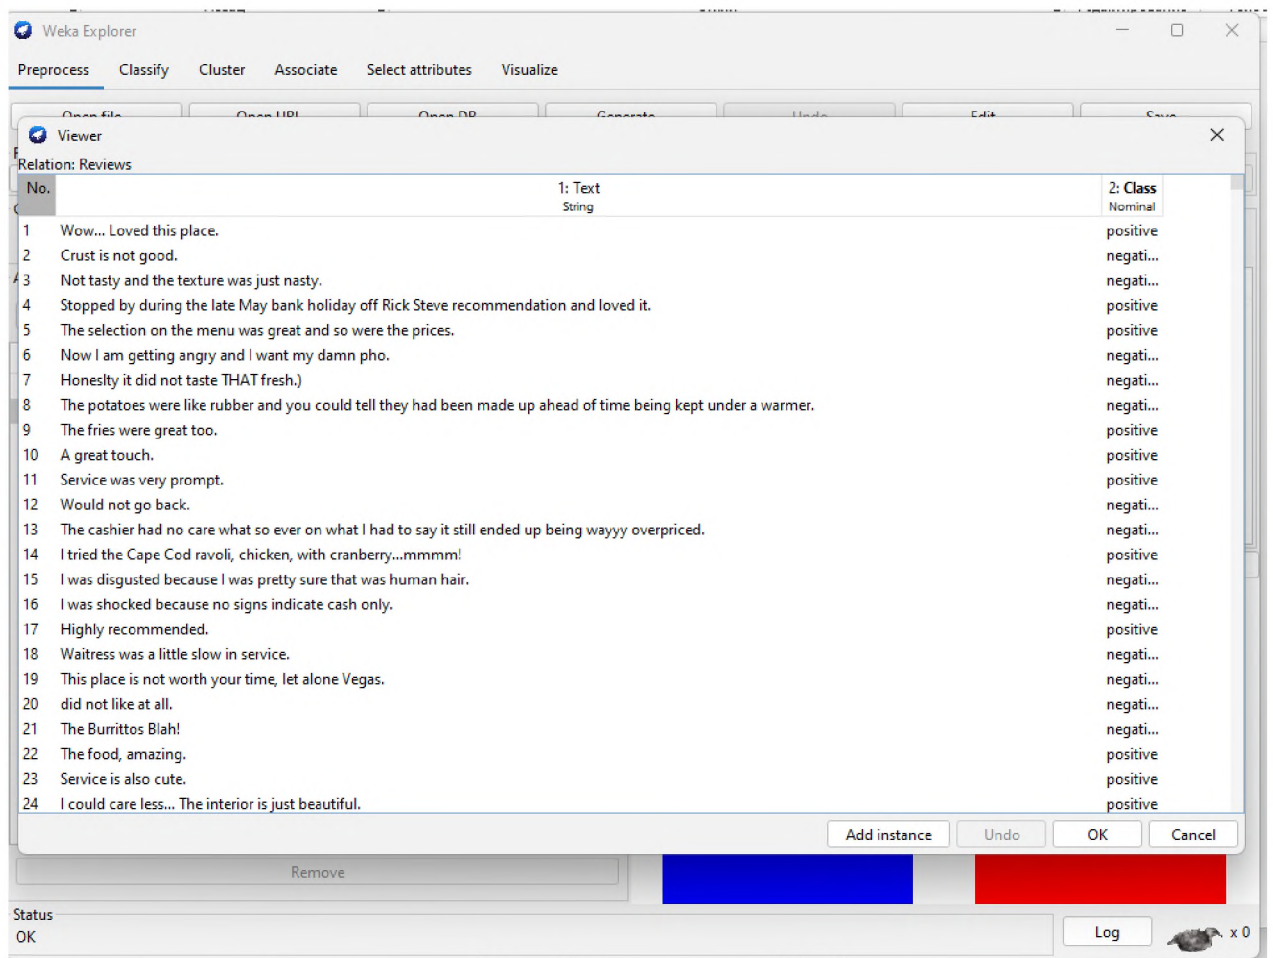 Weka Explorer
Preprocess Classify Cluster Associate Select attributes Visualize
Open file Open URL Open DB Generate Undo Edit Save
Viewer
Relation: Reviews
No. 1: Text 2: Class
String Nominal
1 Wow... Loved this place. positive
2 Crust is not good. negati...
3 Not tasty and the texture was just nasty. negati...
4 Stopped by during the late May bank holiday off Rick Steve recommendation and loved it. positive
5 The selection on the menu was great and so were the prices. positive
6 Now I am getting angry and I want my damn pho. negati...
7 Honeslty it did not taste THAT fresh.) negati...
8 The potatoes were like rubber and you could tell they had been made up ahead of time being kept under a warmer. negati...
9 The fries were great too. positive
10 A great touch. positive
11 Service was very prompt. positive
12 Would not go back. negati...
13 The cashier had no care what so ever on what I had to say it still ended up being wayyy overpriced. negati...
14 I tried the Cape Cod ravoli, chicken, with cranberry...mmmm! positive
15 I was disgusted because I was pretty sure that was human hair. negati...
16 I was shocked because no signs indicate cash only. negati...
17 Highly recommended. positive
18 Waitress was a little slow in service. negati...
19 This place is not worth your time, let alone Vegas. negati...
20 did not like at all. negati...
21 The Burrittos Blah! negati...
22 The food, amazing. positive
23 Service is also cute. positive
24 I could care less... The interior is just beautiful. positive
Add instance Undo OK Cancel
Remove
Status
OK
Log x 0